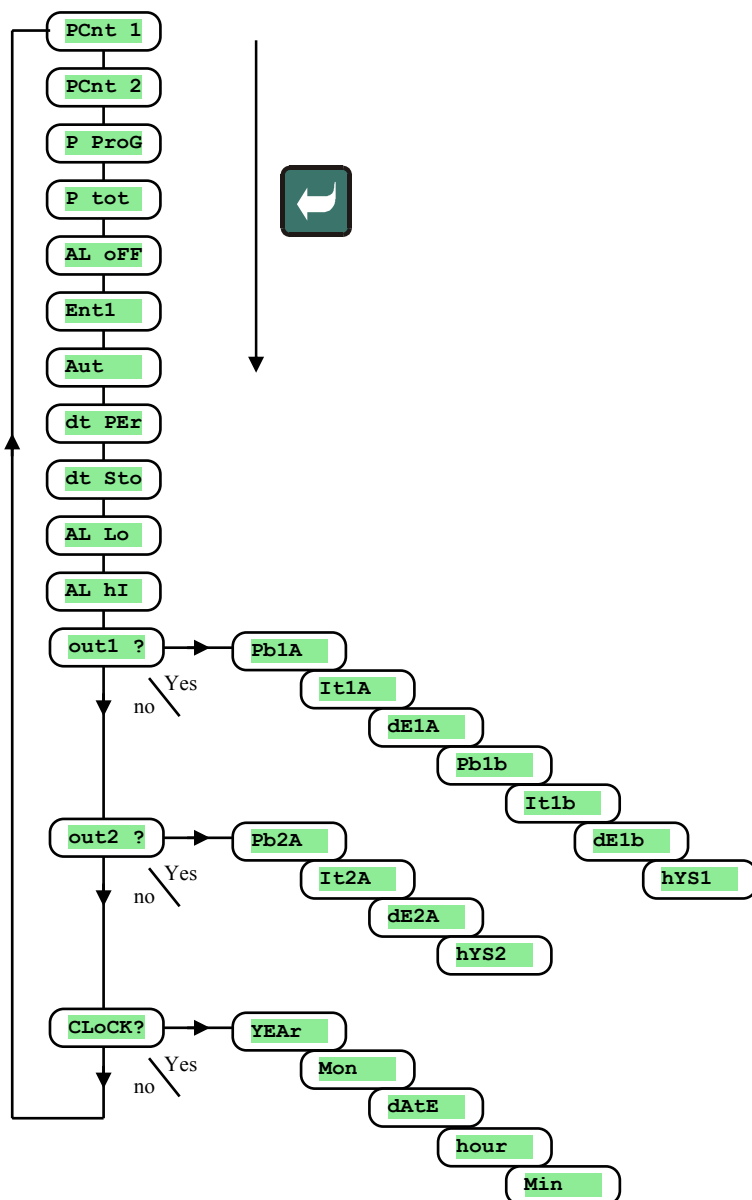 PCnt 1
PCnt 2
P ProG
P tot
AL oFF
Ent1
Aut
dt PEr
dt Sto
AL Lo
AL hI
out1 ?
Pb1A
It1A
Yes
no
dE1A
Pb1b
It1b
dE1b
hYS1
out2 ?
Pb2A
It2A
Yes
no
dE2A
hYS2
CLoCK?
YEAr
Mon
Yes
no
dAtE
hour
Min